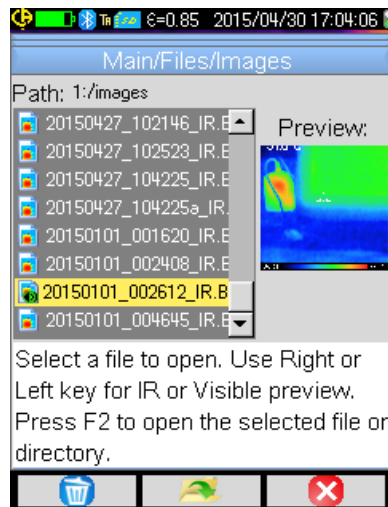 ε=0.85 2015/04/30 17:04:06
Main/Files/Images
Path: 1:/images
20150427_102146_IR.B
Preview:
20150427_102523_IR.E
20150427_104225_IR.E
20150427_104225a_IR.
20150101_001620_IR.E
20150101_002408_IR.E
20150101_002612_IR.B
20150101_004645_IR.E
Select a file to open. Use Right or
Left key for IR or Visible preview.
Press F2 to open the selected file or
directory.